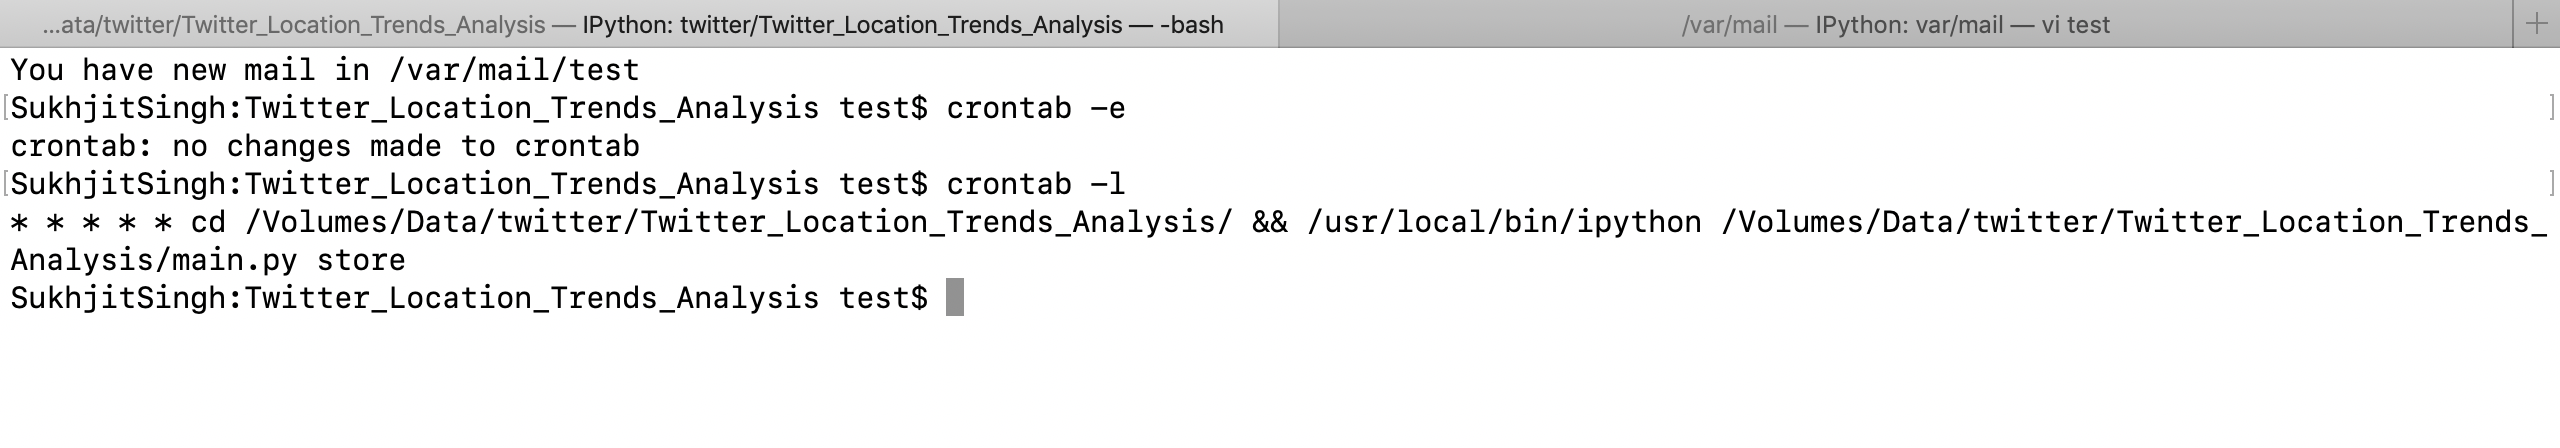 ...ata/twitter/Twitter_Location_Trends_Analysis — IPython: twitter/Twitter_Location_Trends_Analysis — -bash
/var/mail — IPython: var/mail — vi test
+
You have new mail in /var/mail/test
[SukhjitSingh:Twitter_Location_Trends_Analysis test$ crontab -e ]
crontab: no changes made to crontab
[SukhjitSingh:Twitter_Location_Trends_Analysis test$ crontab -l ]
* * * * * cd /Volumes/Data/twitter/Twitter_Location_Trends_Analysis/ && /usr/local/bin/ipython /Volumes/Data/twitter/Twitter_Location_Trends_
Analysis/main.py store
SukhjitSingh:Twitter_Location_Trends_Analysis test$